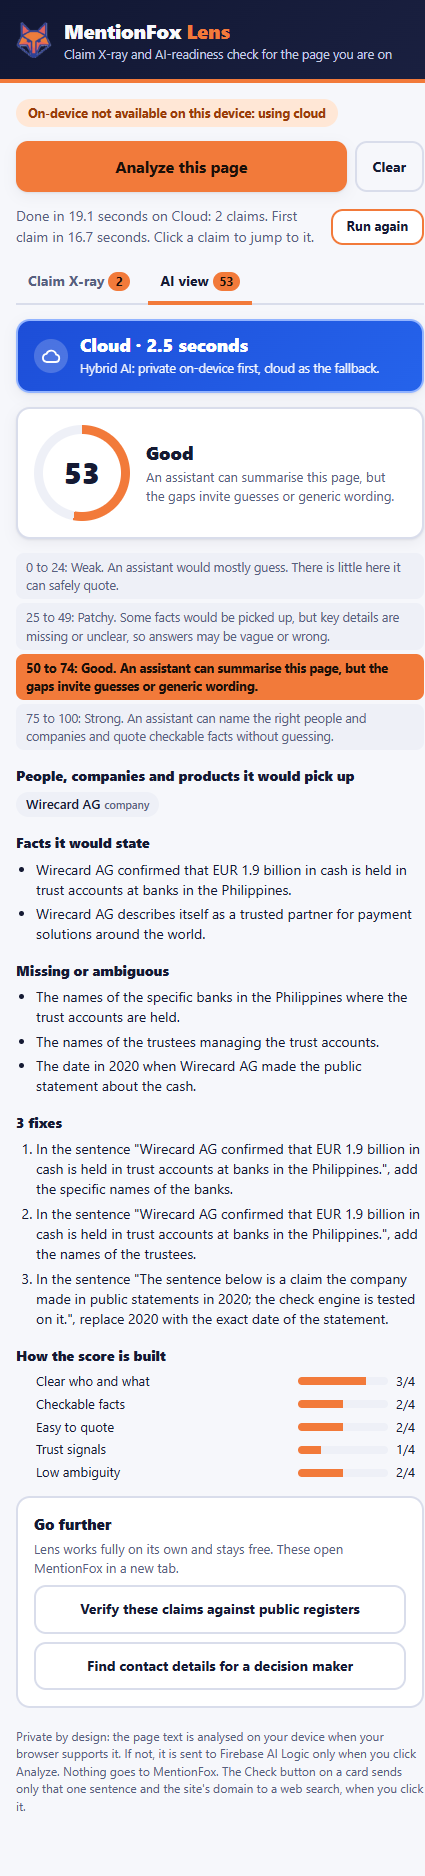 MentionFox Lens
Claim X-ray and AI-readiness check for the page you are on
On-device not available on this device: using cloud
Analyze this page
Clear
Done in 19.1 seconds on Cloud: 2 claims. First
claim in 16.7 seconds. Click a claim to jump to it.
Run again
Claim X-ray 2
AI view 53
Cloud · 2.5 seconds
Hybrid AI: private on-device first, cloud as the fallback.
53
Good
An assistant can summarise this page, but
the gaps invite guesses or generic wording.
0 to 24: Weak. An assistant would mostly guess. There is little here it
can safely quote.
25 to 49: Patchy. Some facts would be picked up, but key details are
missing or unclear, so answers may be vague or wrong.
50 to 74: Good. An assistant can summarise this page, but the
gaps invite guesses or generic wording.
75 to 100: Strong. An assistant can name the right people and
companies and quote checkable facts without guessing.
People, companies and products it would pick up
Wirecard AG company
Facts it would state
• Wirecard AG confirmed that EUR 1.9 billion in cash is held in
trust accounts at banks in the Philippines.
• Wirecard AG describes itself as a trusted partner for payment
solutions around the world.
Missing or ambiguous
• The names of the specific banks in the Philippines where the
trust accounts are held.
• The names of the trustees managing the trust accounts.
• The date in 2020 when Wirecard AG made the public
statement about the cash.
3 fixes
1. In the sentence "Wirecard AG confirmed that EUR 1.9 billion in
cash is held in trust accounts at banks in the Philippines.", add
the specific names of the banks.
2. In the sentence "Wirecard AG confirmed that EUR 1.9 billion in
cash is held in trust accounts at banks in the Philippines.", add
the names of the trustees.
3. In the sentence "The sentence below is a claim the company
made in public statements in 2020; the check engine is tested
on it.", replace 2020 with the exact date of the statement.
How the score is built
Clear who and what 3/4
Checkable facts 2/4
Easy to quote 2/4
Trust signals 1/4
Low ambiguity 2/4
Go further
Lens works fully on its own and stays free. These open
MentionFox in a new tab.
Verify these claims against public registers
Find contact details for a decision maker
Private by design: the page text is analysed on your device when your
browser supports it. If not, it is sent to Firebase AI Logic only when you click
Analyze. Nothing goes to MentionFox. The Check button on a card sends
only that one sentence and the site's domain to a web search, when you click
it.